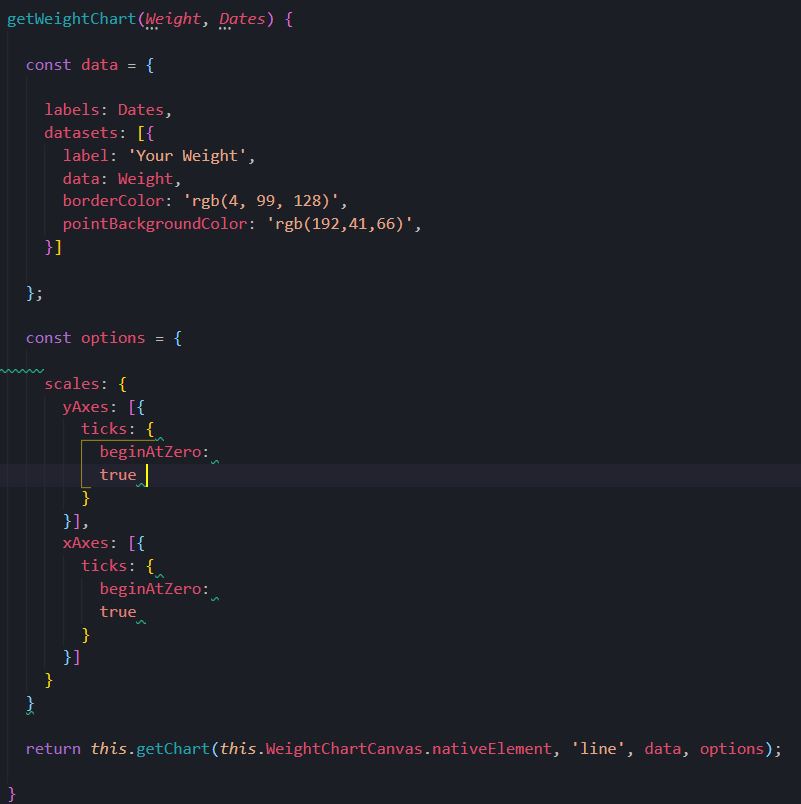 getWeightChart(Weight, Dates) {
const data = {
labels: Dates,
datasets: [{
label: 'Your Weight',
data: Weight,
borderColor: 'rgb(4, 99, 128)',
pointBackgroundColor: 'rgb(192,41,66)',
}]
};
const options = {
scales: {
yAxes: [{
ticks: {
beginAtZero:
true
}
}],
xAxes: [{
ticks: {
beginAtZero:
true
}
}]
}
}
return this.getChart(this.WeightChartCanvas.nativeElement, 'line', data, options);
}